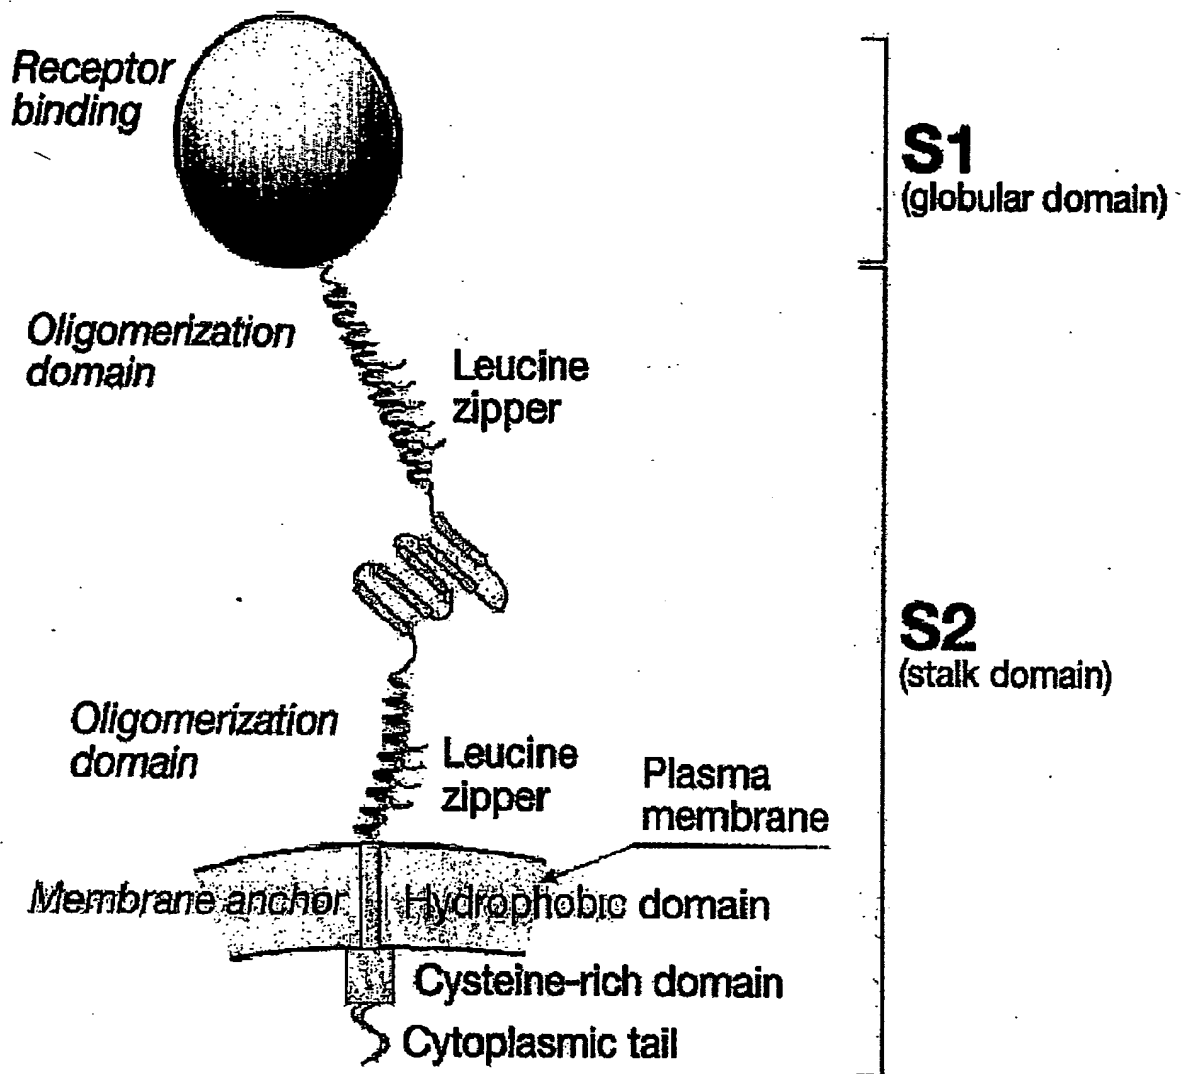 Receptor
binding
S1
(globular domain)
Oligomerization
domain
Leucine
zipper
S2
(stalk domain)
Oligomerization
domain
Leucine
zipper
Plasma
membrane
Membrane anchor
Hydrophobic domain
Cysteine-rich domain
Cytoplasmic tail